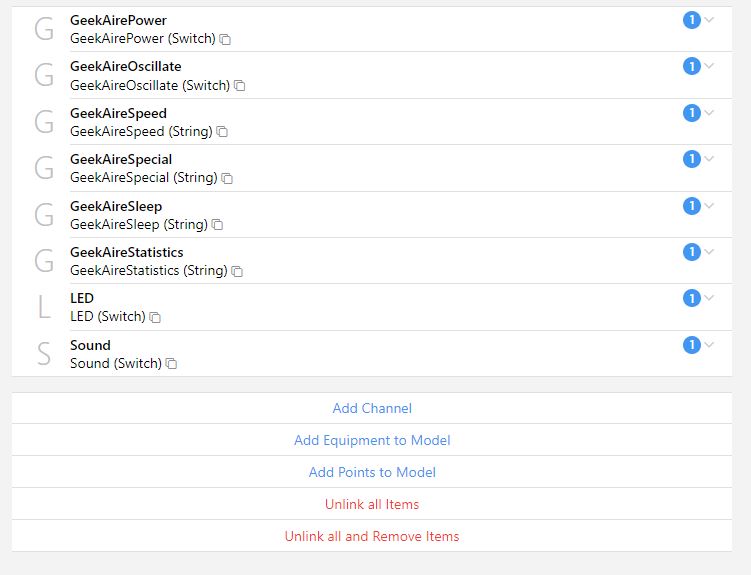 G
GeekAirePower
GeekAirePower (Switch)
1
G
GeekAireOscillate
GeekAireOscillate (Switch)
1
G
GeekAireSpeed
GeekAireSpeed (String)
1
G
GeekAireSpecial
GeekAireSpecial (String)
1
G
GeekAireSleep
GeekAireSleep (String)
1
G
GeekAireStatistics
GeekAireStatistics (String)
1
L
LED
LED (Switch)
1
S
Sound
Sound (Switch)
1
Add Channel
Add Equipment to Model
Add Points to Model
Unlink all Items
Unlink all and Remove Items